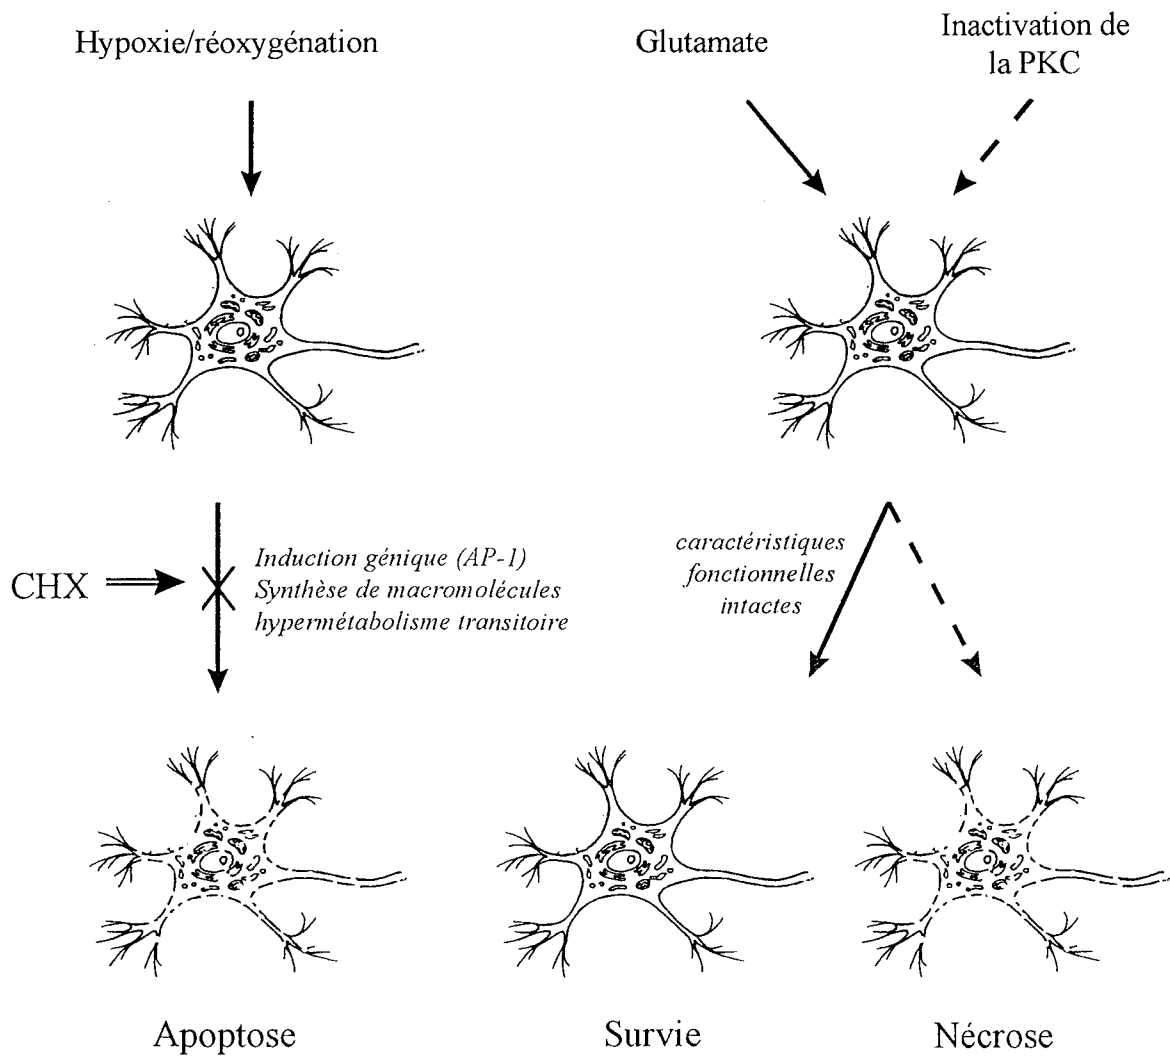 Hypoxie/réoxygénation
Glutamate
Inactivation de
la PKC
CHX
Induction génique (AP-1)
Synthèse de macromolécules
hypermétabolisme transitoire
caractéristiques
fonctionnelles
intactes
Apoptose
Survie
Nécrose